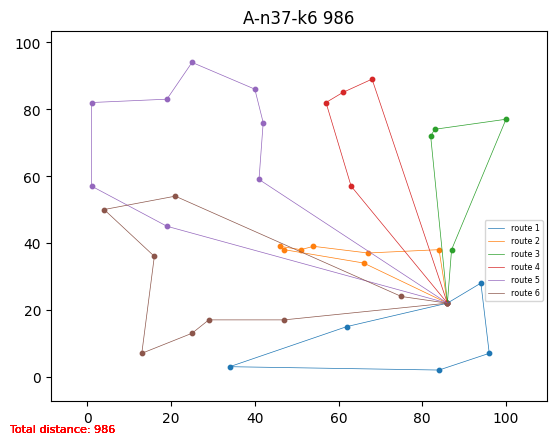 A-n37-k6 986
100
80
60
40
20
0
route 1
route 2
route 3
route 4
route 5
route 6
0 20 40 60 80 100
Total distance: 986